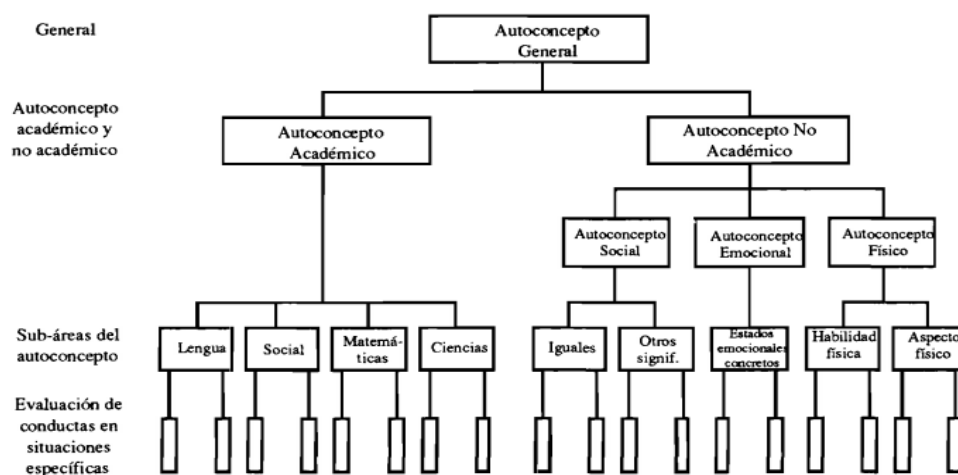 General
Autoconcepto
General
Autoconcepto
académico y
no académico
Autoconcepto
Académico
Autoconcepto No
Académico
Autoconcepto
Social
Autoconcepto
Emocional
Autoconcepto
Físico
Sub-áreas del
autoconcepto
Lengua
Social
Matemá-
ticas
Ciencias
Iguales
Otros
signif.
Estados
emocionales
concretos
Habilidad
física
Aspecto
físico
Evaluación de
conductas en
situaciones
específicas